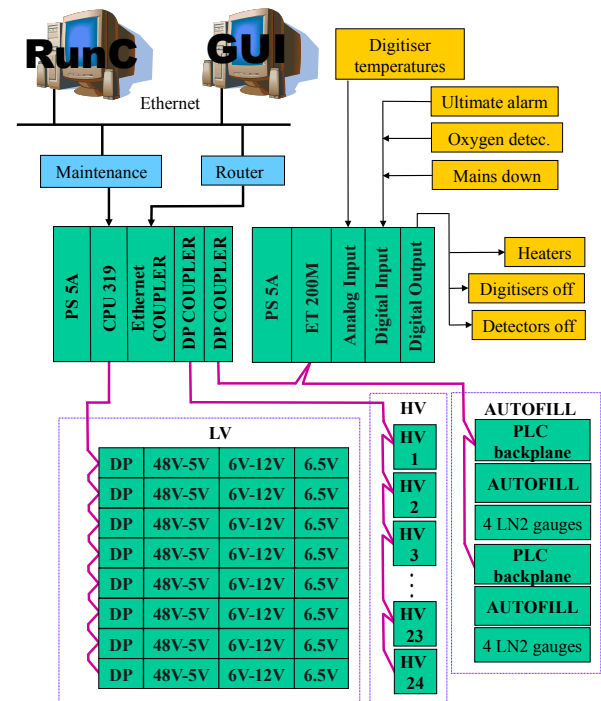 RunC
GUI
Digitiser
temperatures
Ethernet
Ultimate alarm
Oxygen detec.
Mains down
Maintenance
Router
PS 5A
CPU 319
Ethernet
COUPLER
DP COUPLER
DP COUPLER
PS 5A
ET 200M
Analog Input
Digital Input
Digital Output
Heaters
Digitisers off
Detectors off
LV
DP 48V-5V 6V-12V 6.5V
DP 48V-5V 6V-12V 6.5V
DP 48V-5V 6V-12V 6.5V
DP 48V-5V 6V-12V 6.5V
DP 48V-5V 6V-12V 6.5V
DP 48V-5V 6V-12V 6.5V
DP 48V-5V 6V-12V 6.5V
DP 48V-5V 6V-12V 6.5V
HV
HV
1
HV
2
HV
3
HV
23
HV
24
AUTOFILL
PLC
backplane
AUTOFILL
4 LN2 gauges
PLC
backplane
AUTOFILL
4 LN2 gauges